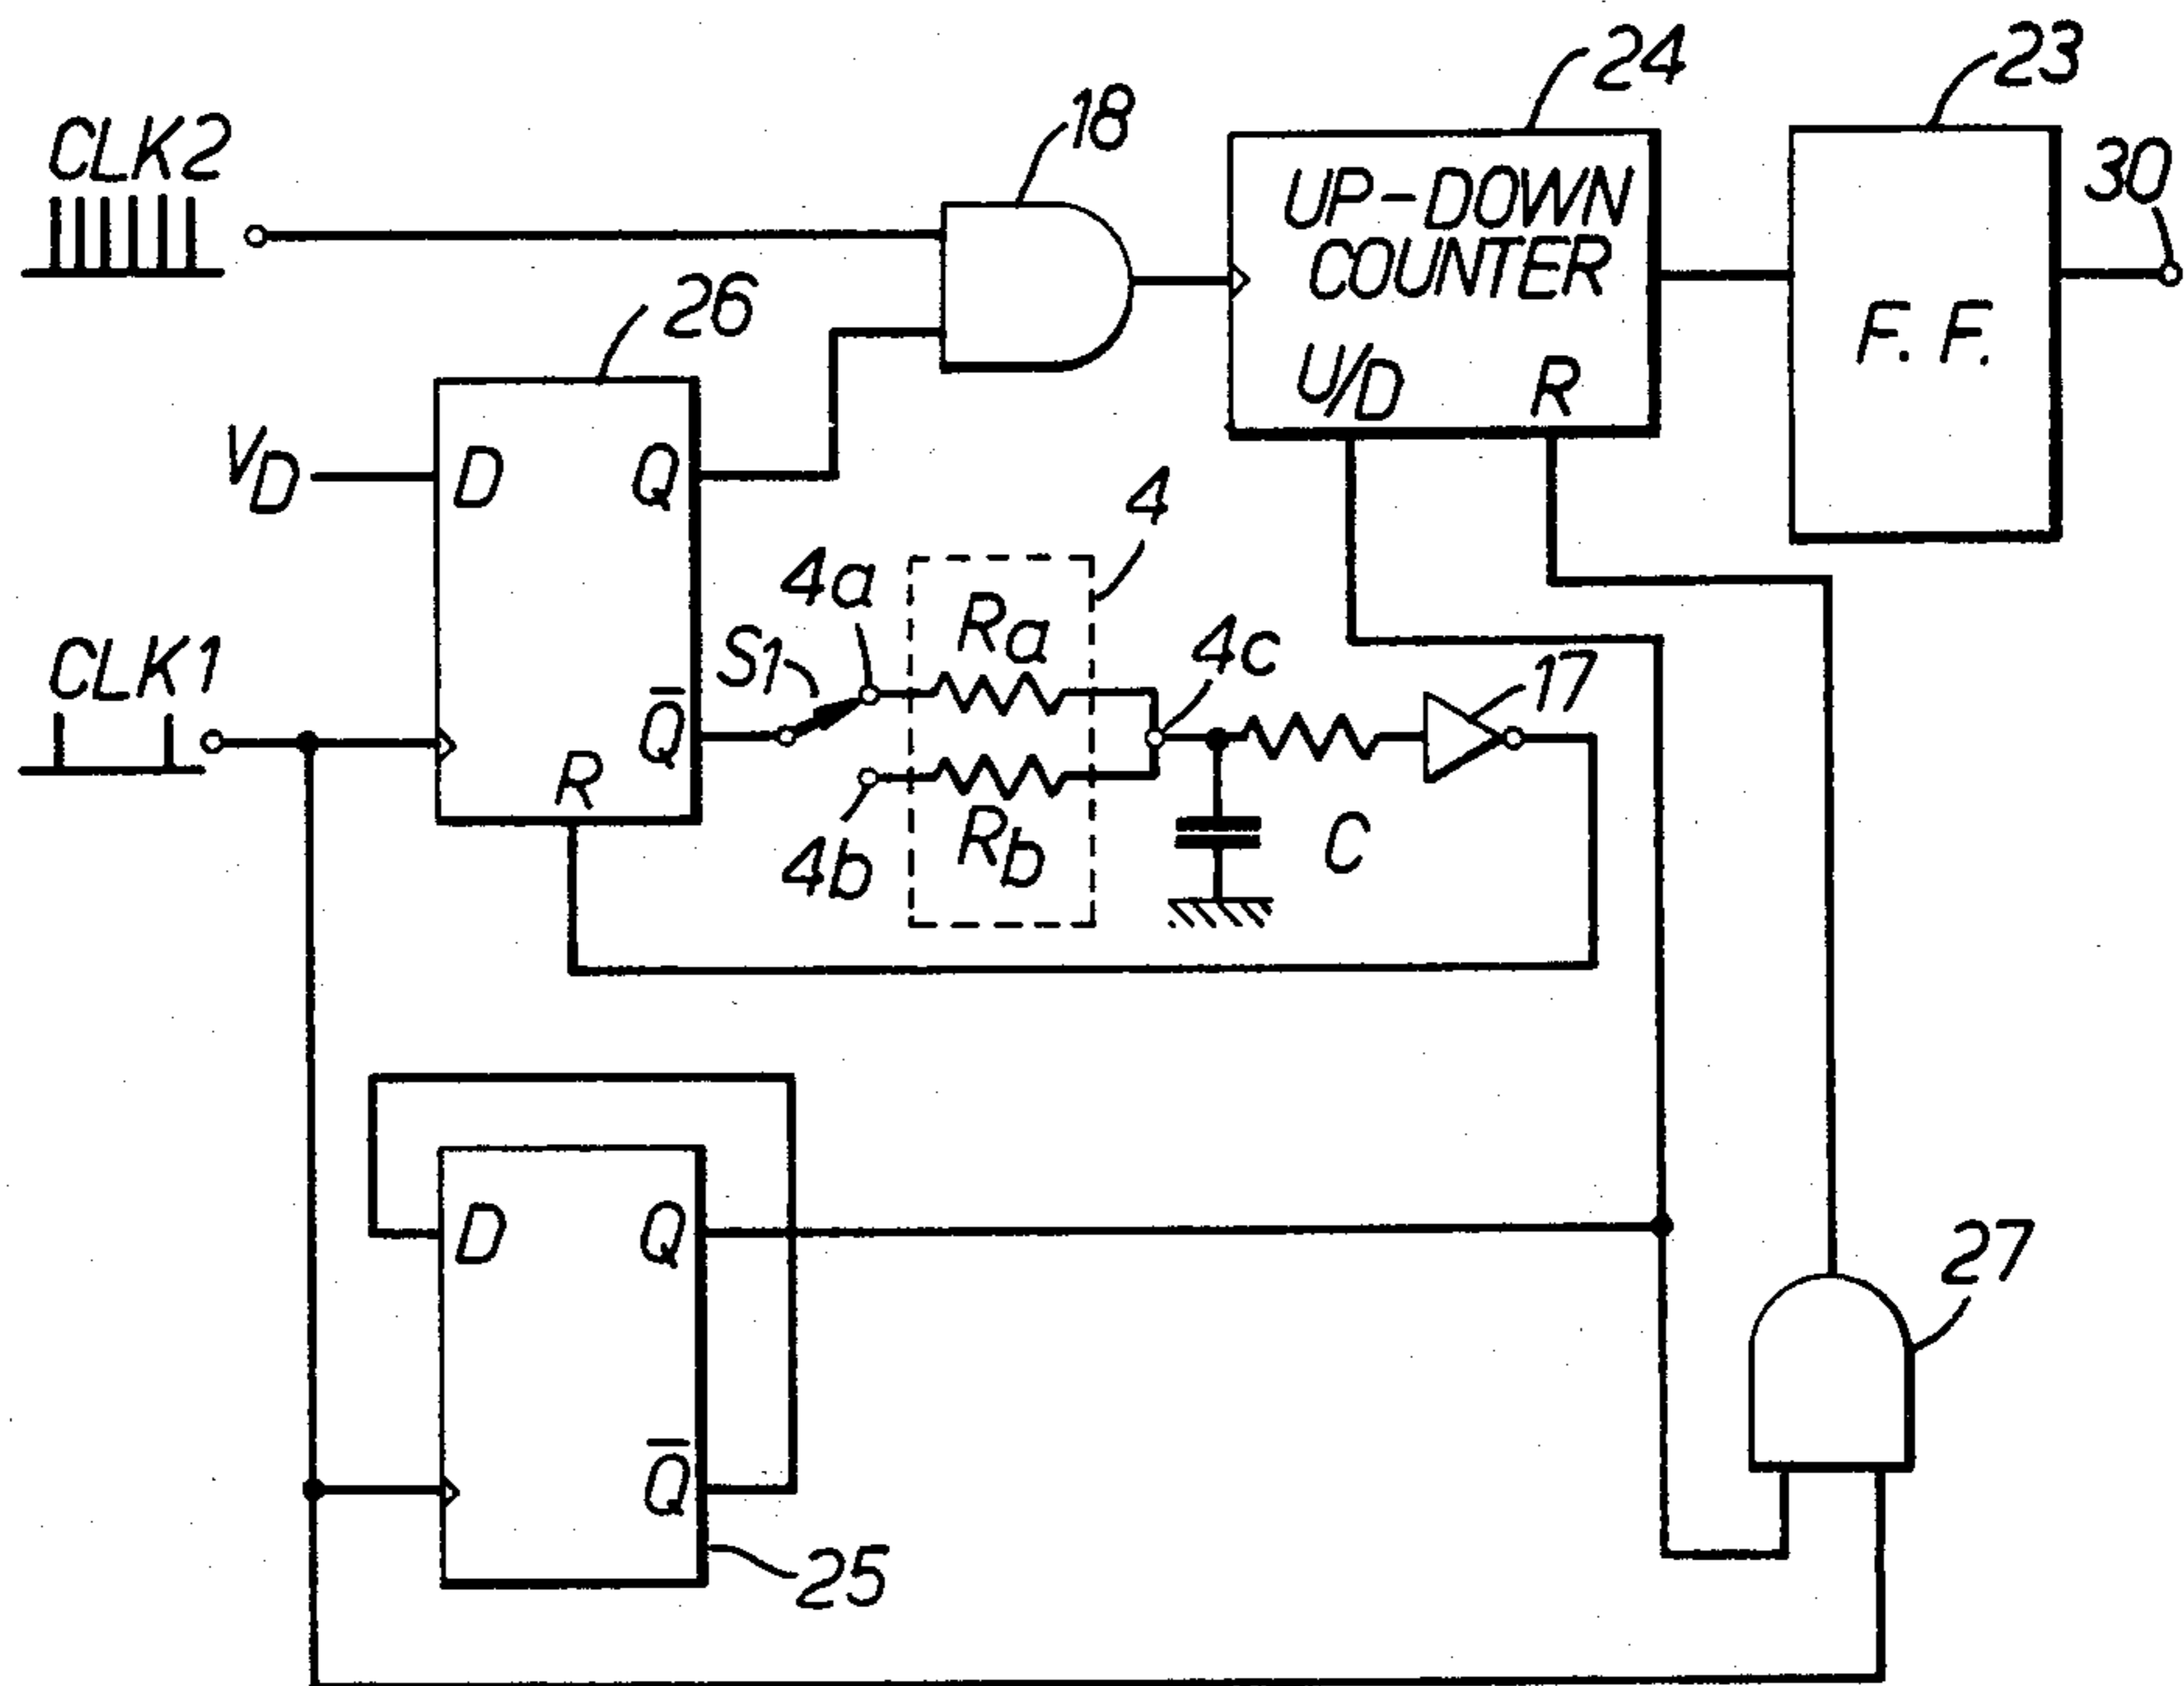 24
23
CLK2
18
30
UP-DOWN
COUNTER
26
F. F.
U/D
R
VD
D
Q
4
4a
Ra
S1
4c
CLK1
17
Q̅
R
Rb
C
4b
D
Q
27
Q̅
25